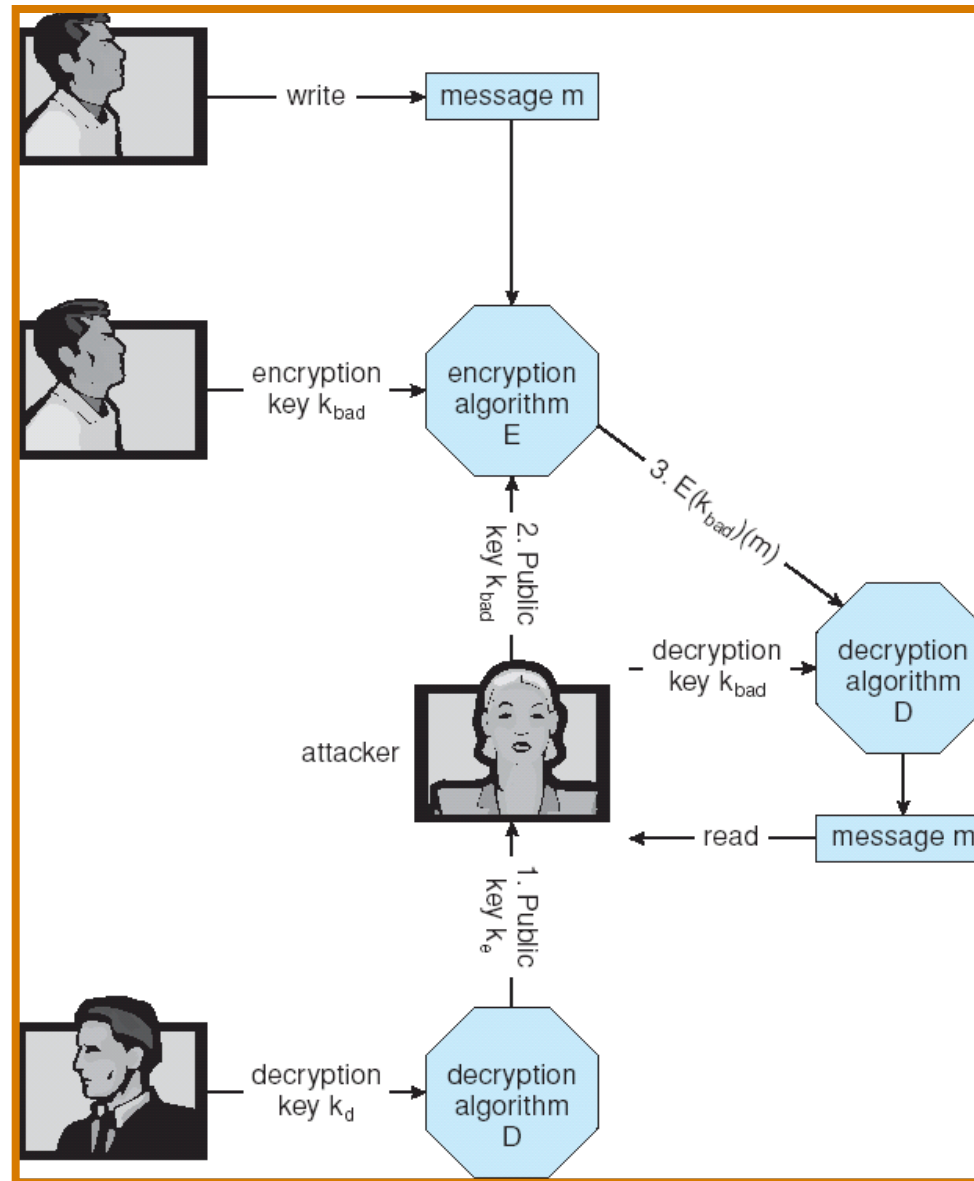 write
message m
encryption
key k_bad
encryption
algorithm
E
3. E(k_bad)(m)
2. Public
key k_bad
decryption
key k_bad
decryption
algorithm
D
attacker
read
message m
1. Public
key k_e
decryption
key k_d
decryption
algorithm
D